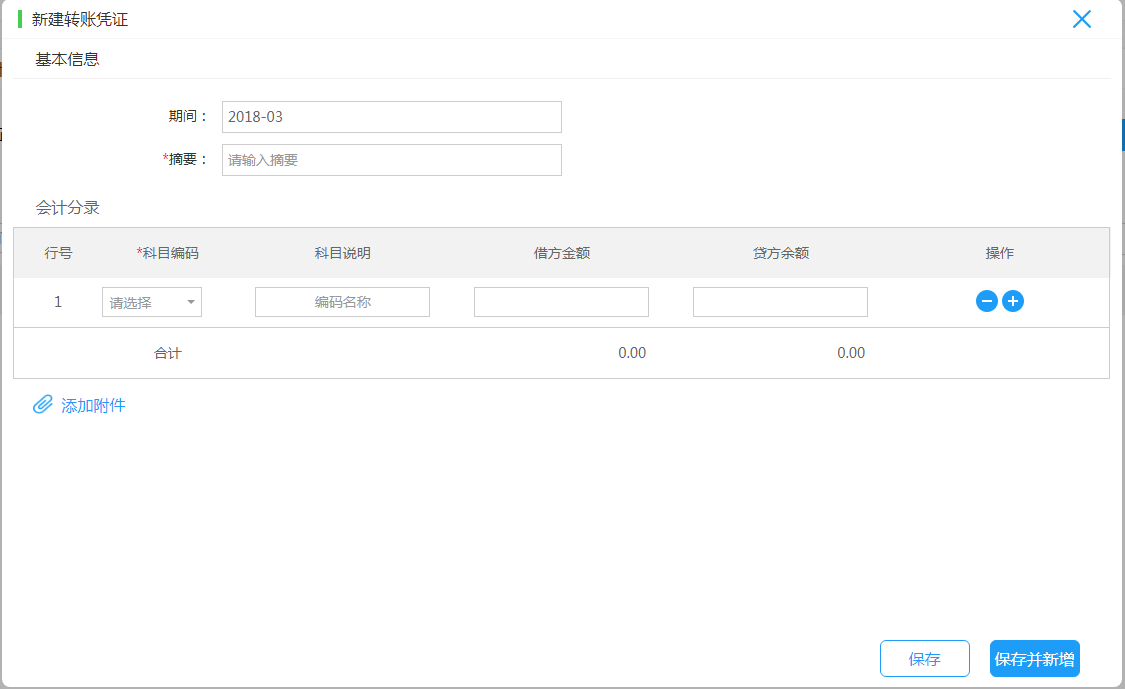 新建转账凭证
基本信息
期间： 2018-03
*摘要： 请输入摘要
会计分录
行号 *科目编码 科目说明 借方金额 贷方余额 操作
1 请选择 编码名称
合计 0.00 0.00
添加附件
保存 保存并新增